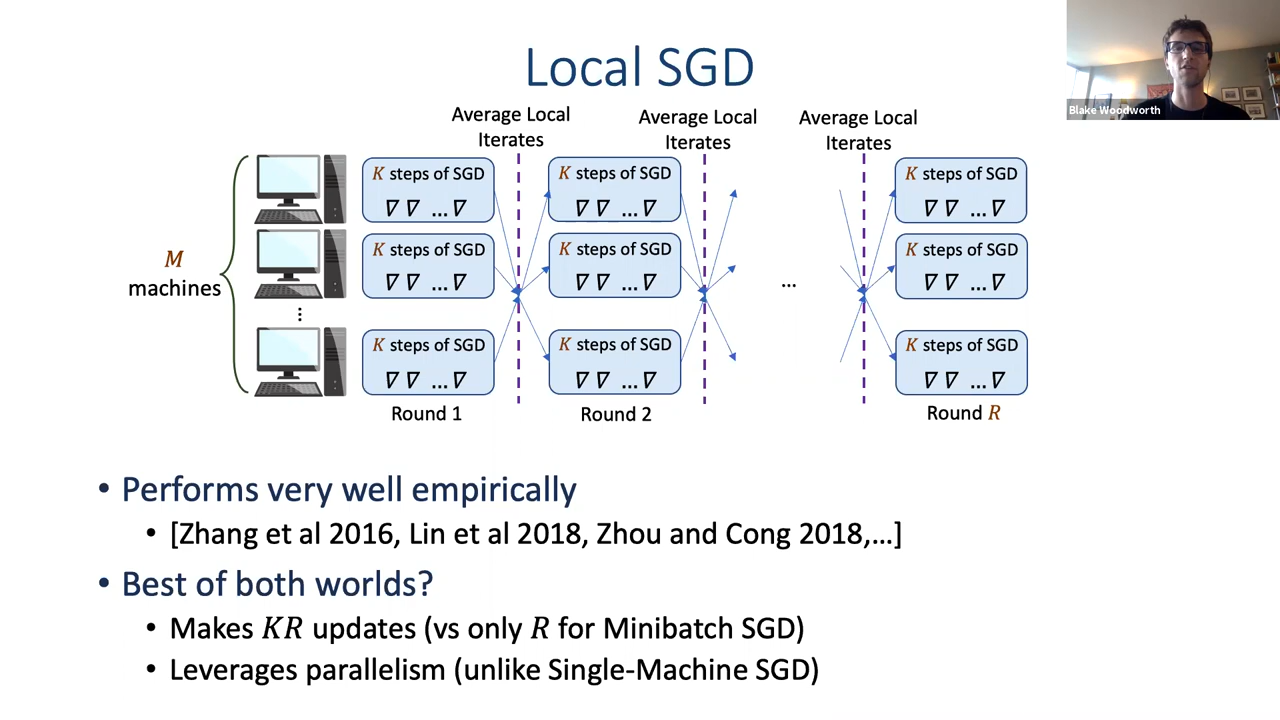 Local SGD
Blake Woodworth
Average Local
Iterates
Average Local
Iterates
Average Local
Iterates
M
machines
⋮
K steps of SGD
∇ ∇ ... ∇
K steps of SGD
∇ ∇ ... ∇
K steps of SGD
∇ ∇ ... ∇
Round 1
K steps of SGD
∇ ∇ ... ∇
K steps of SGD
∇ ∇ ... ∇
K steps of SGD
∇ ∇ ... ∇
Round 2
...
K steps of SGD
∇ ∇ ... ∇
K steps of SGD
∇ ∇ ... ∇
K steps of SGD
∇ ∇ ... ∇
Round R
• Performs very well empirically
• [Zhang et al 2016, Lin et al 2018, Zhou and Cong 2018,...]
• Best of both worlds?
• Makes KR updates (vs only R for Minibatch SGD)
• Leverages parallelism (unlike Single-Machine SGD)